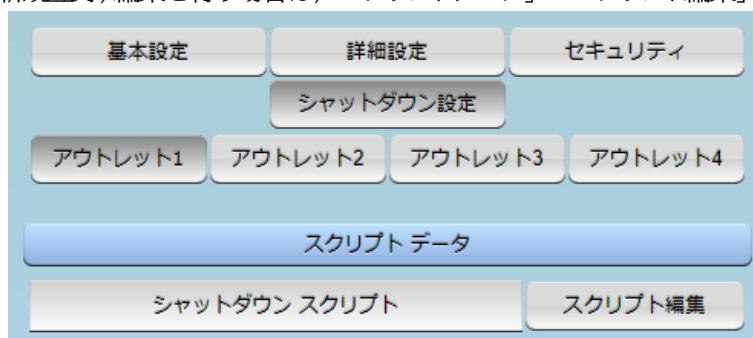 基本設定 詳細設定 セキュリティ
シャットダウン設定
アウトレット1 アウトレット2 アウトレット3 アウトレット4
スクリプト データ
シャットダウン スクリプト スクリプト編集